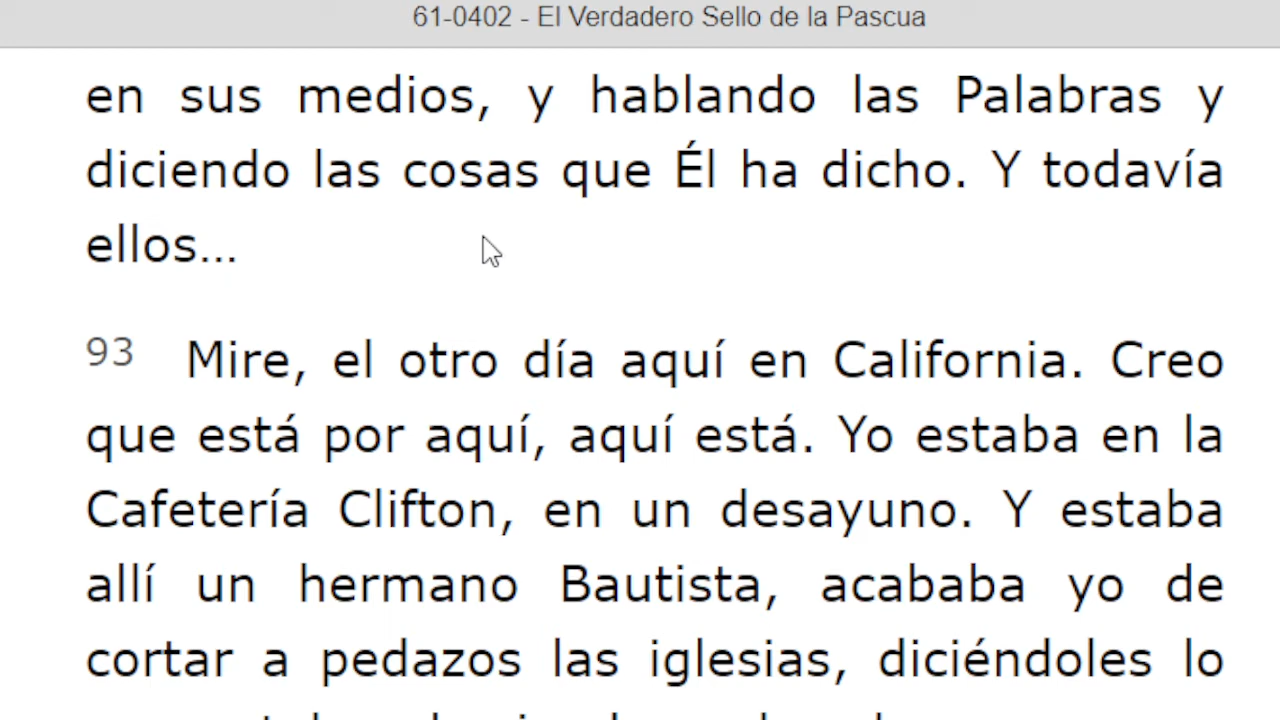 61-0402 - El Verdadero Sello de la Pascua
en sus medios, y hablando las Palabras y
diciendo las cosas que Él ha dicho. Y todavía
ellos...
93 Mire, el otro día aquí en California. Creo
que está por aquí, aquí está. Yo estaba en la
Cafetería Clifton, en un desayuno. Y estaba
allí un hermano Bautista, acababa yo de
cortar a pedazos las iglesias, diciéndoles lo